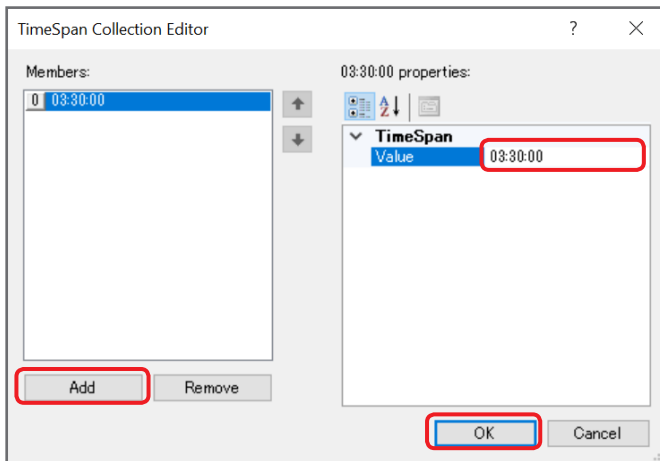 TimeSpan Collection Editor
?
Members:
0 03:30:00
Add
Remove
03:30:00 properties:
A
Z
TimeSpan
Value 03:30:00
OK
Cancel